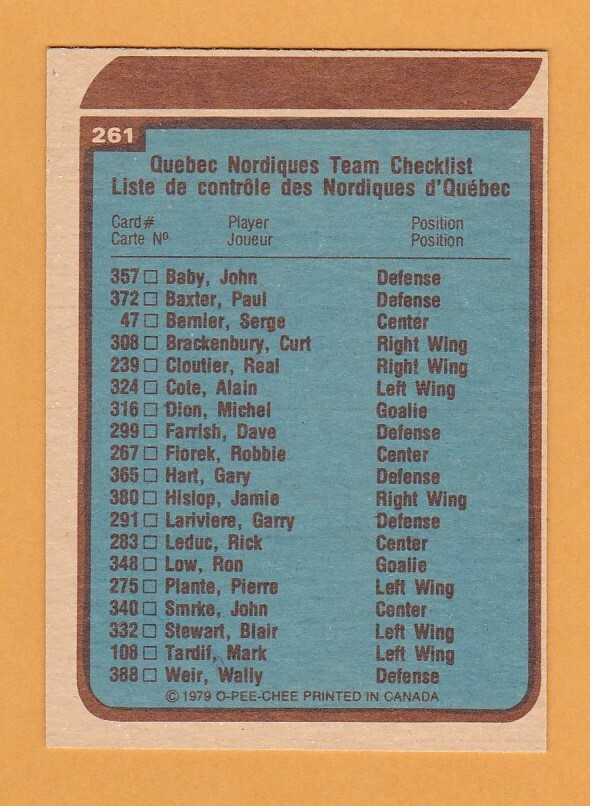 261
Quebec Nordiques Team Checklist
Liste de contrôle des Nordiques d'Québec
Card# Player Position
Carte Nº Joueur Position
357 □ Baby, John Defense
372 □ Baxter, Paul Defense
47 □ Bernier, Serge Center
308 □ Brackenbury, Curt Right Wing
239 □ Cloutier, Real Right Wing
324 □ Cote, Alain Left Wing
316 □ Dion, Michel Goalie
299 □ Farrish, Dave Defense
267 □ Florek, Robbie Center
365 □ Hart, Gary Defense
380 □ Hislop, Jamie Right Wing
291 □ Lariviere, Garry Defense
283 □ Leduc, Rick Center
348 □ Low, Ron Goalie
275 □ Plante, Pierre Left Wing
340 □ Smrke, John Center
332 □ Stewart, Blair Left Wing
108 □ Tardif, Mark Left Wing
388 □ Weir, Wally Defense
© 1979 O-PEE-CHEE PRINTED IN CANADA